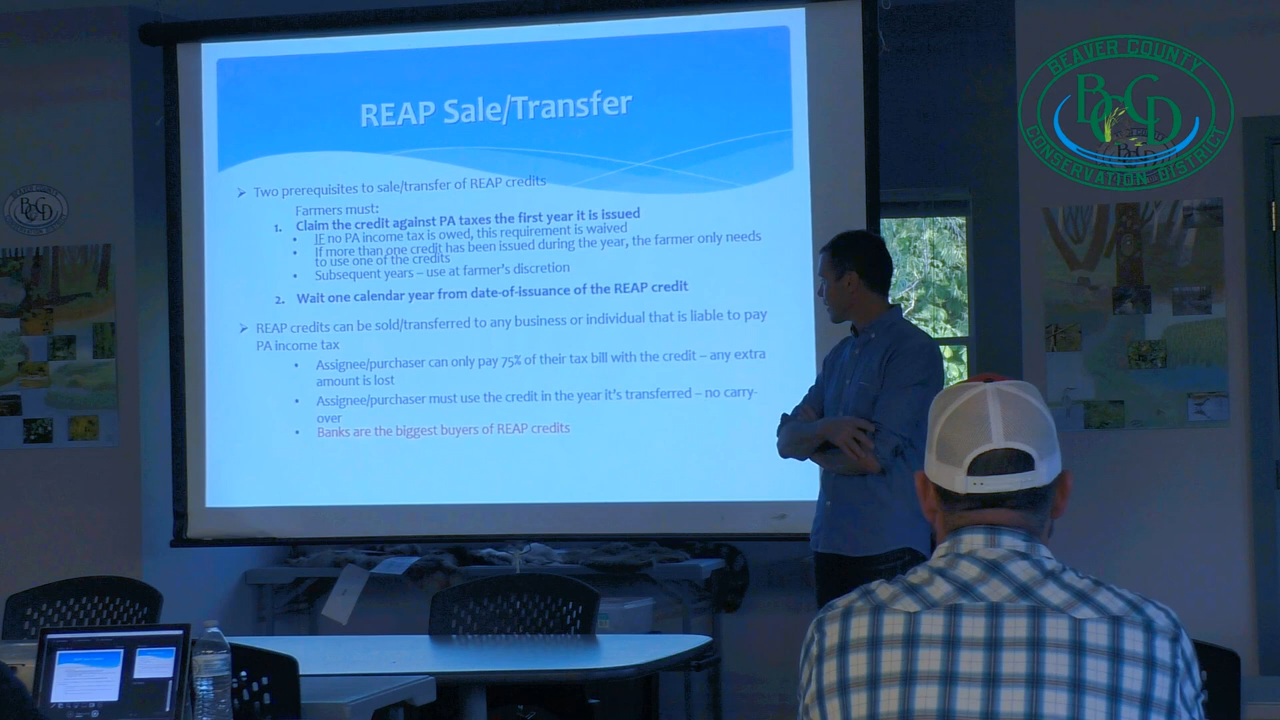 REAP Sale/Transfer
➢ Two prerequisites to sale/transfer of REAP credits
Farmers must:
1. Claim the credit against PA taxes the first year it is issued
• IF no PA income tax is owed, this requirement is waived
• If more than one credit has been issued during the year, the farmer only needs
to use one of the credits
• Subsequent years – use at farmer's discretion
2. Wait one calendar year from date-of-issuance of the REAP credit
➢ REAP credits can be sold/transferred to any business or individual that is liable to pay
PA income tax
• Assignee/purchaser can only pay 75% of their tax bill with the credit – any extra
amount is lost
• Assignee/purchaser must use the credit in the year it's transferred – no carry-
over
• Banks are the biggest buyers of REAP credits
BEAVER COUNTY
BCCD
CONSERVATION DISTRICT
BCCD